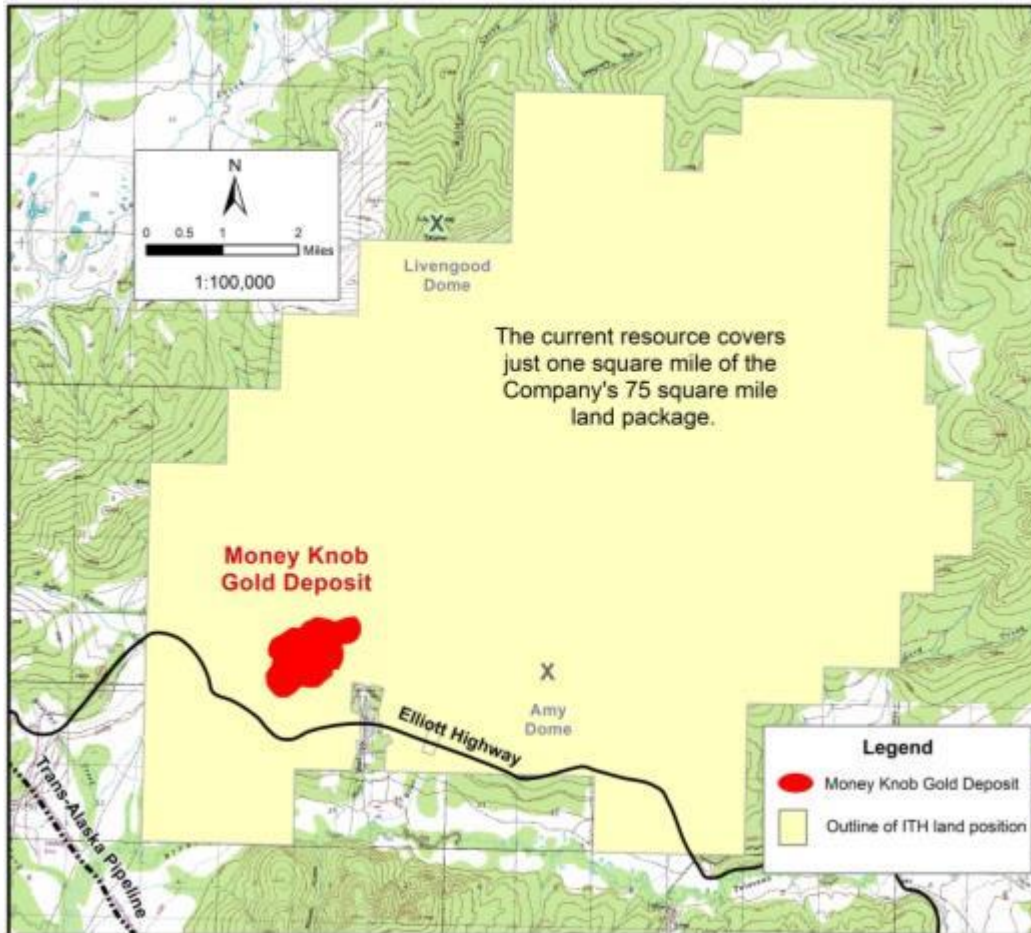 N
0 0.5 1 2
Miles
1:100,000
X
Livengood
Dome
The current resource covers
just one square mile of the
Company's 75 square mile
land package.
Money Knob
Gold Deposit
X
Amy
Dome
Elliott Highway
Trans-Alaska Pipeline
Legend
Money Knob Gold Deposit
Outline of ITH land position